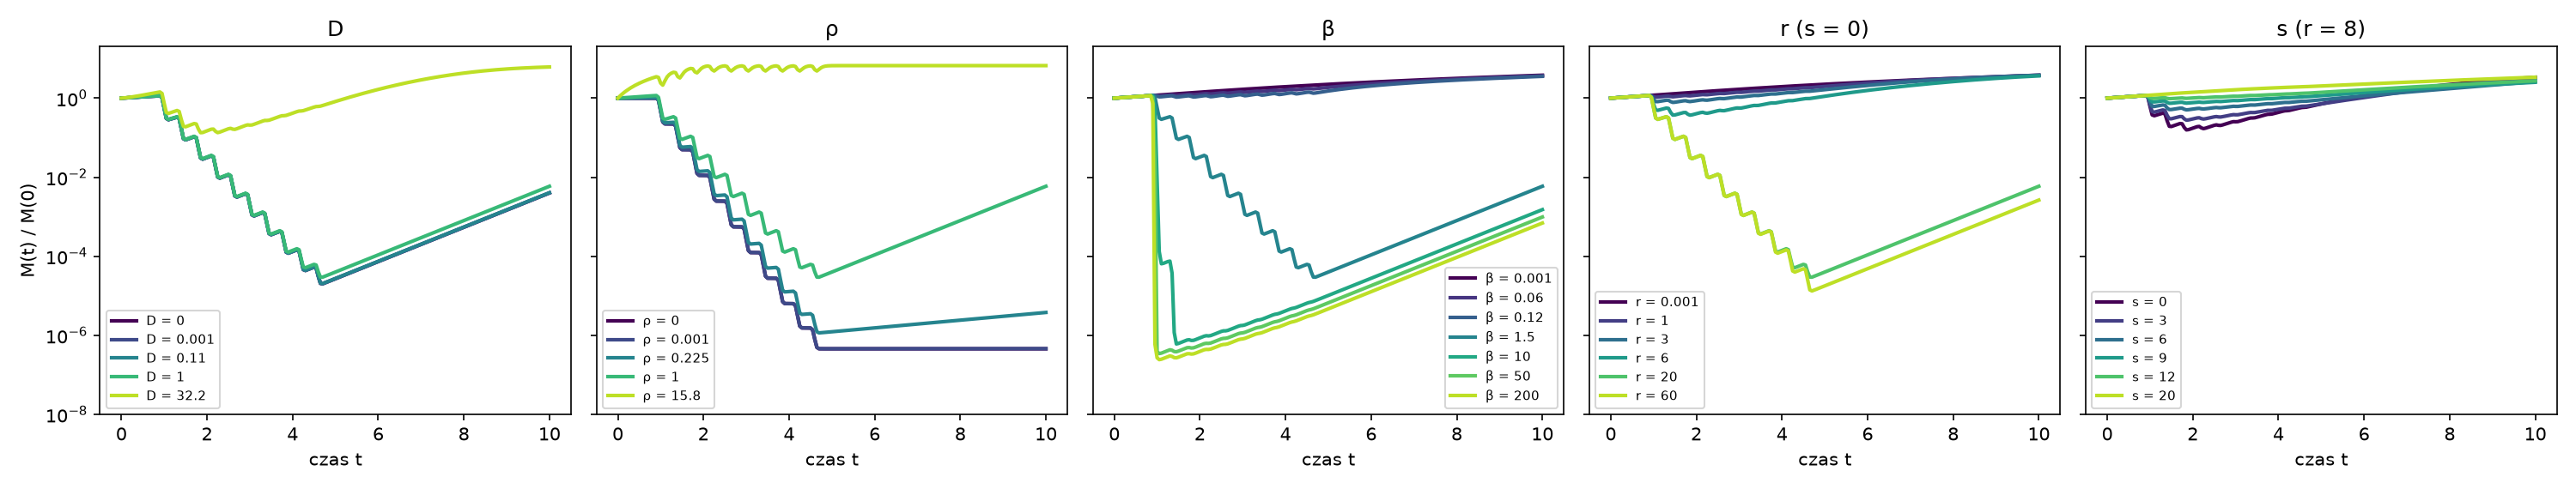 D
ρ
β
r (s = 0)
s (r = 8)
M(t) / M(0)
10⁰
10⁻²
10⁻⁴
10⁻⁶
10⁻⁸
D = 0
D = 0.001
D = 0.11
D = 1
D = 32.2
0 2 4 6 8 10
czas t
ρ = 0
ρ = 0.001
ρ = 0.225
ρ = 1
ρ = 15.8
0 2 4 6 8 10
czas t
β = 0.001
β = 0.06
β = 0.12
β = 1.5
β = 10
β = 50
β = 200
0 2 4 6 8 10
czas t
r = 0.001
r = 1
r = 3
r = 6
r = 20
r = 60
0 2 4 6 8 10
czas t
s = 0
s = 3
s = 6
s = 9
s = 12
s = 20
0 2 4 6 8 10
czas t